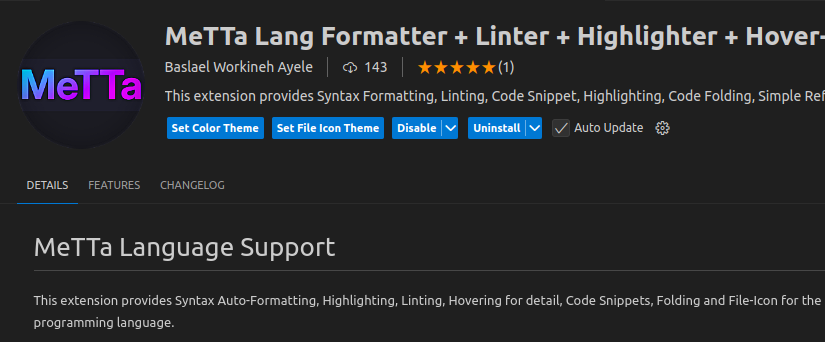 MeTTa
MeTTa Lang Formatter + Linter + Highlighter + Hover-
Baslael Workineh Ayele 143 ★★★★★(1)
This extension provides Syntax Formatting, Linting, Code Snippet, Highlighting, Code Folding, Simple Ref
Set Color Theme Set File Icon Theme Disable Uninstall Auto Update
DETAILS FEATURES CHANGELOG
MeTTa Language Support
This extension provides Syntax Auto-Formatting, Highlighting, Linting, Hovering for detail, Code Snippets, Folding and File-Icon for the
programming language.